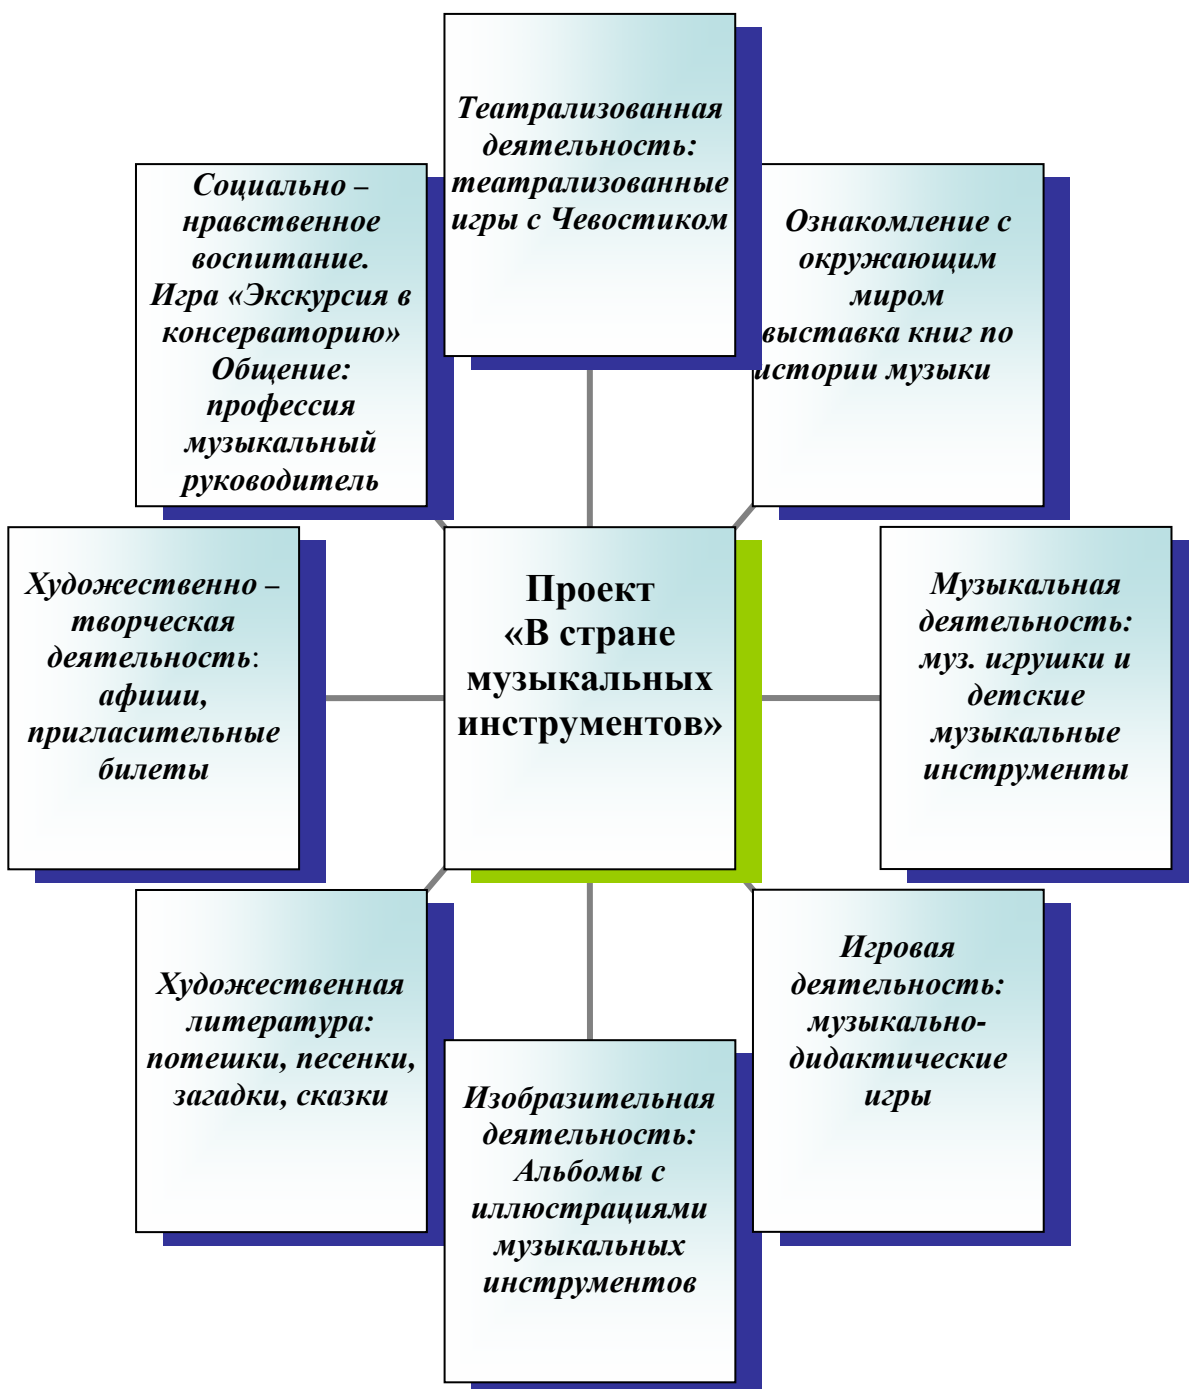 Театрализованная
деятельность:
театрализованные
игры с Чевостиком
Социально –
нравственное
воспитание.
Игра «Экскурсия в
консерваторию»
Общение:
профессия
музыкальный
руководитель
Ознакомление с
окружающим
миром
выставка книг по
истории музыки
Художественно –
творческая
деятельность:
афиши,
пригласительные
билеты
Проект
«В стране
музыкальных
инструментов»
Музыкальная
деятельность:
муз. игрушки и
детские
музыкальные
инструменты
Художественная
литература:
потешки, песенки,
загадки, сказки
Изобразительная
деятельность:
Альбомы с
иллюстрациями
музыкальных
инструментов
Игровая
деятельность:
музыкально-
дидактические
игры